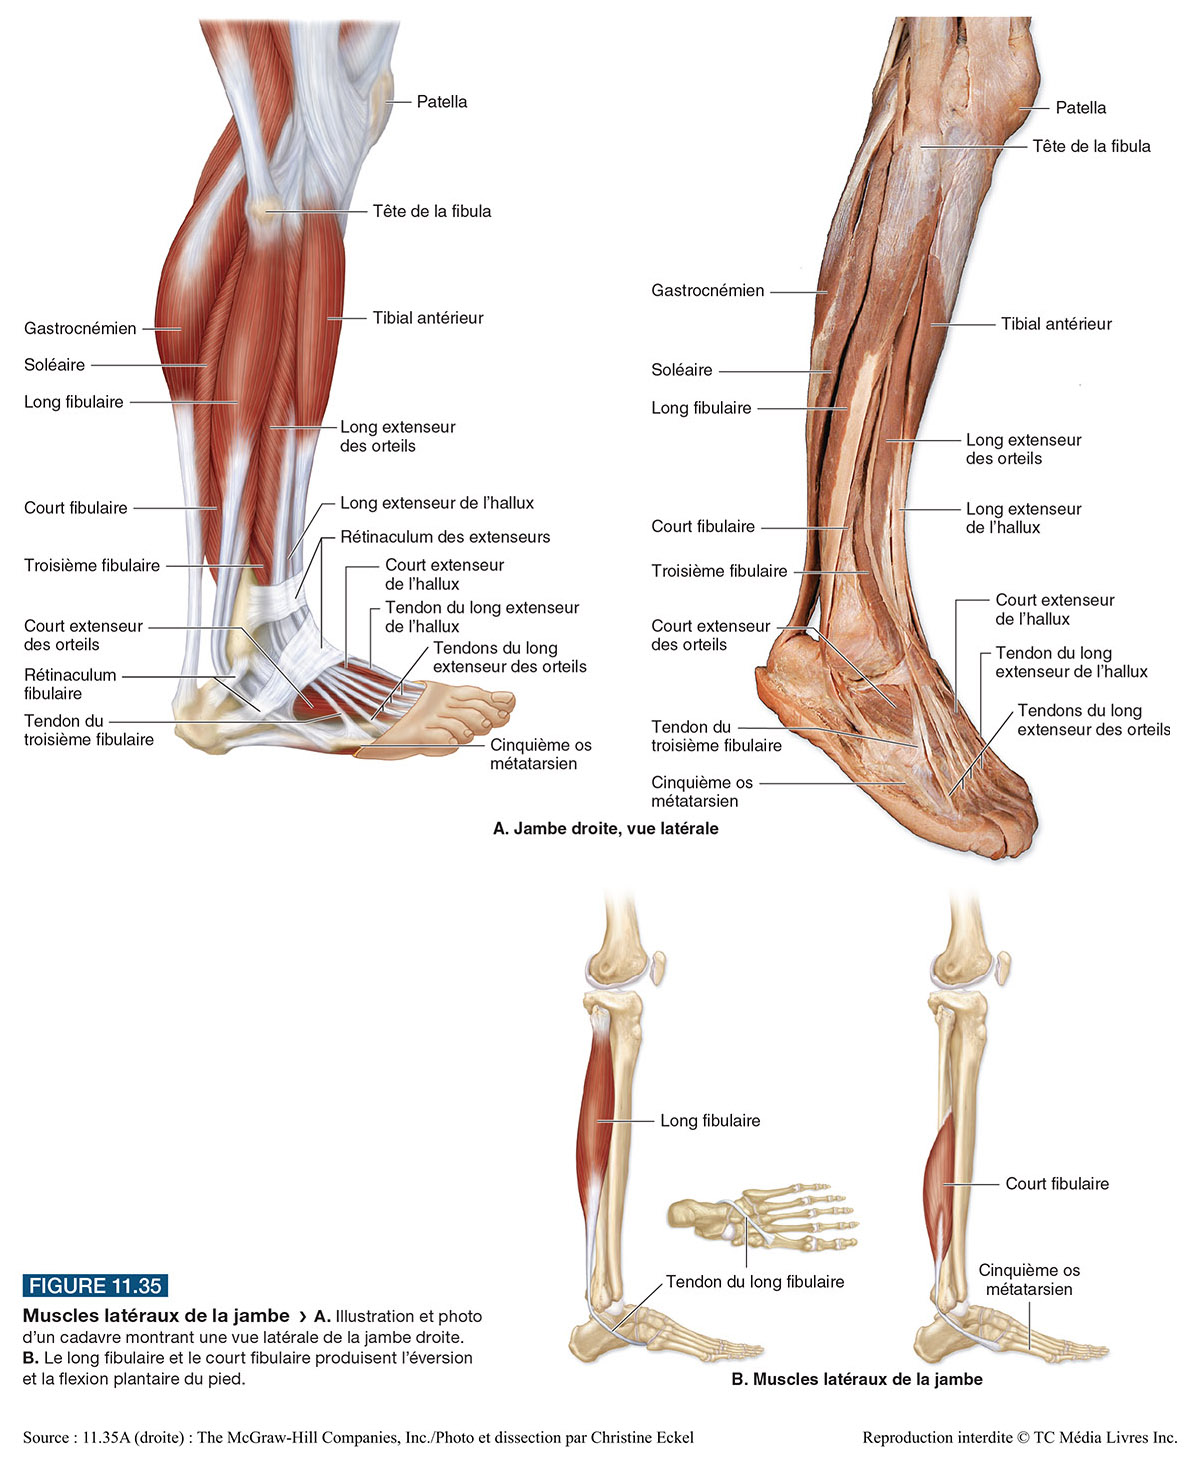 Patella
Tête de la fibula
Tibial antérieur
Gastrocnémien
Soléaire
Long fibulaire
Long extenseur
des orteils
Court fibulaire
Long extenseur de l’hallux
Rétinaculum des extenseurs
Troisième fibulaire
Court extenseur
de l’hallux
Tendon du long extenseur
de l’hallux
Court extenseur
des orteils
Tendons du long
extenseur des orteils
Rétinaculum
fibulaire
Tendon du
troisième fibulaire
Cinquième os
métatarsien
Patella
Tête de la fibula
Gastrocnémien
Tibial antérieur
Soléaire
Long fibulaire
Long extenseur
des orteils
Long extenseur
de l’hallux
Court fibulaire
Troisième fibulaire
Court extenseur
de l’hallux
Court extenseur
des orteils
Tendon du long
extenseur de l’hallux
Tendons du long
extenseur des orteils
Tendon du
troisième fibulaire
Cinquième os
métatarsien
A. Jambe droite, vue latérale
Long fibulaire
Court fibulaire
Tendon du long fibulaire
Cinquième os
métatarsien
B. Muscles latéraux de la jambe
FIGURE 11.35
Muscles latéraux de la jambe › A. Illustration et photo
d’un cadavre montrant une vue latérale de la jambe droite.
B. Le long fibulaire et le court fibulaire produisent l’éversion
et la flexion plantaire du pied.
Source : 11.35A (droite) : The McGraw-Hill Companies, Inc./Photo et dissection par Christine Eckel
Reproduction interdite © TC Média Livres Inc.